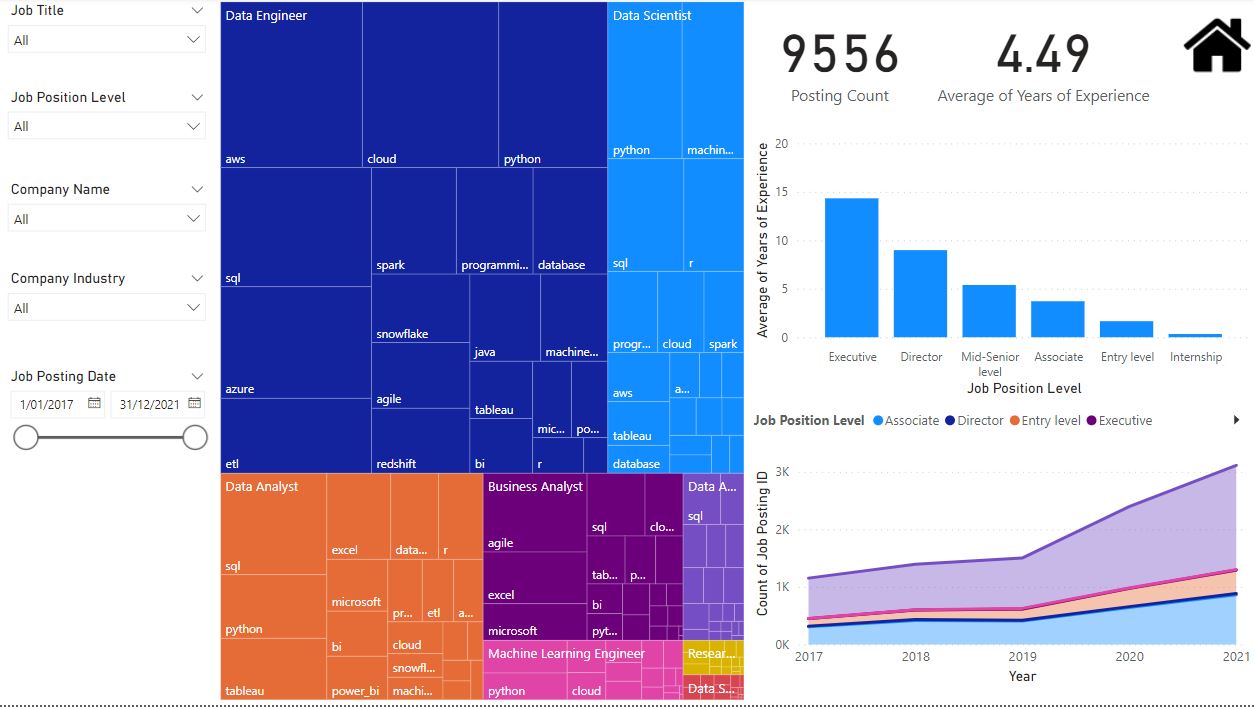 Job Title
All
Job Position Level
All
Company Name
All
Company Industry
All
Job Posting Date
1/01/2017
31/12/2021
Data Engineer
aws
cloud
python
sql
spark
programmi...
database
azure
snowflake
java
machine...
agile
tableau
mic...
po...
etl
redshift
bi
r
Data Scientist
python
machin...
sql
r
progr...
cloud
spark
aws
a...
tableau
database
Data Analyst
sql
excel
data...
r
python
microsoft
pr...
etl
a...
bi
cloud
snowfl...
tableau
power_bi
machi...
Business Analyst
agile
sql
clo...
excel
tab...
p...
bi
microsoft
pyt...
Data A...
sql
Machine Learning Engineer
python
cloud
Resear...
Data S...
9556
Posting Count
4.49
Average of Years of Experience
Average of Years of Experience
20
15
10
5
0
Executive
Director
Mid-Senior
level
Associate
Entry level
Internship
Job Position Level
Job Position Level
Associate
Director
Entry level
Executive
Count of Job Posting ID
3K
2K
1K
0K
2017
2018
2019
2020
2021
Year